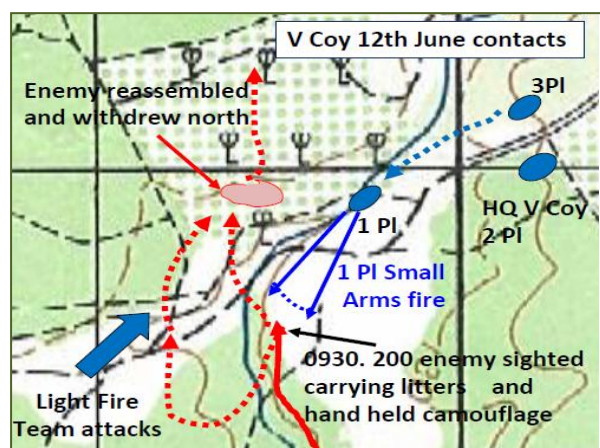 V Coy 12th June contacts
Enemy reassembled
and withdrew north
3Pl
1 Pl
HQ V Coy
2 Pl
1 Pl Small
Arms fire
0930. 200 enemy sighted
carrying litters and
hand held camouflage
Light Fire
Team attacks